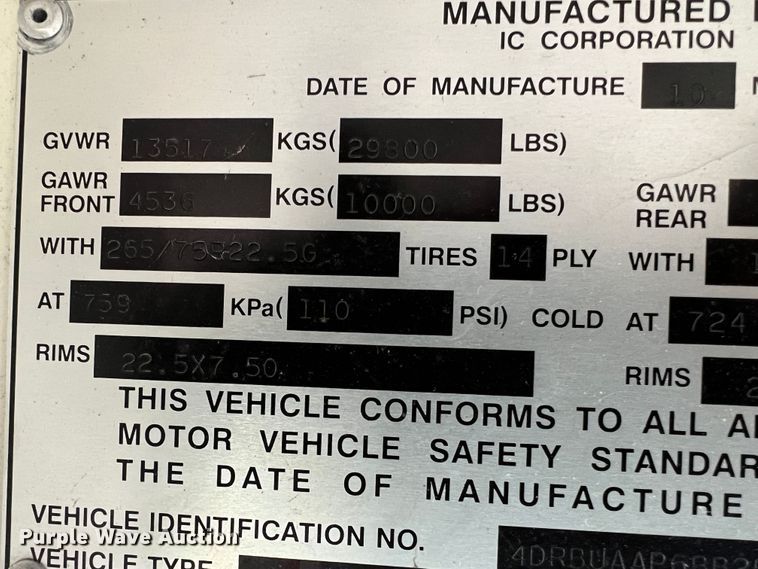 MANUFACTURED
IC CORPORATION
DATE OF MANUFACTURE 10
GVWR 13517 KGS( 29800 LBS)
GAWR FRONT 4536 KGS( 10000 LBS) GAWR REAR
WITH 265/75R22.5G TIRES 14 PLY WITH
AT 759 KPa( 110 PSI) COLD AT 724
RIMS 22.5X7.50 RIMS
THIS VEHICLE CONFORMS TO ALL
MOTOR VEHICLE SAFETY STANDAR
THE DATE OF MANUFACTURE
VEHICLE IDENTIFICATION NO. 4DRBUAAP
Purple Wave Auction
VEHICLE TYPE